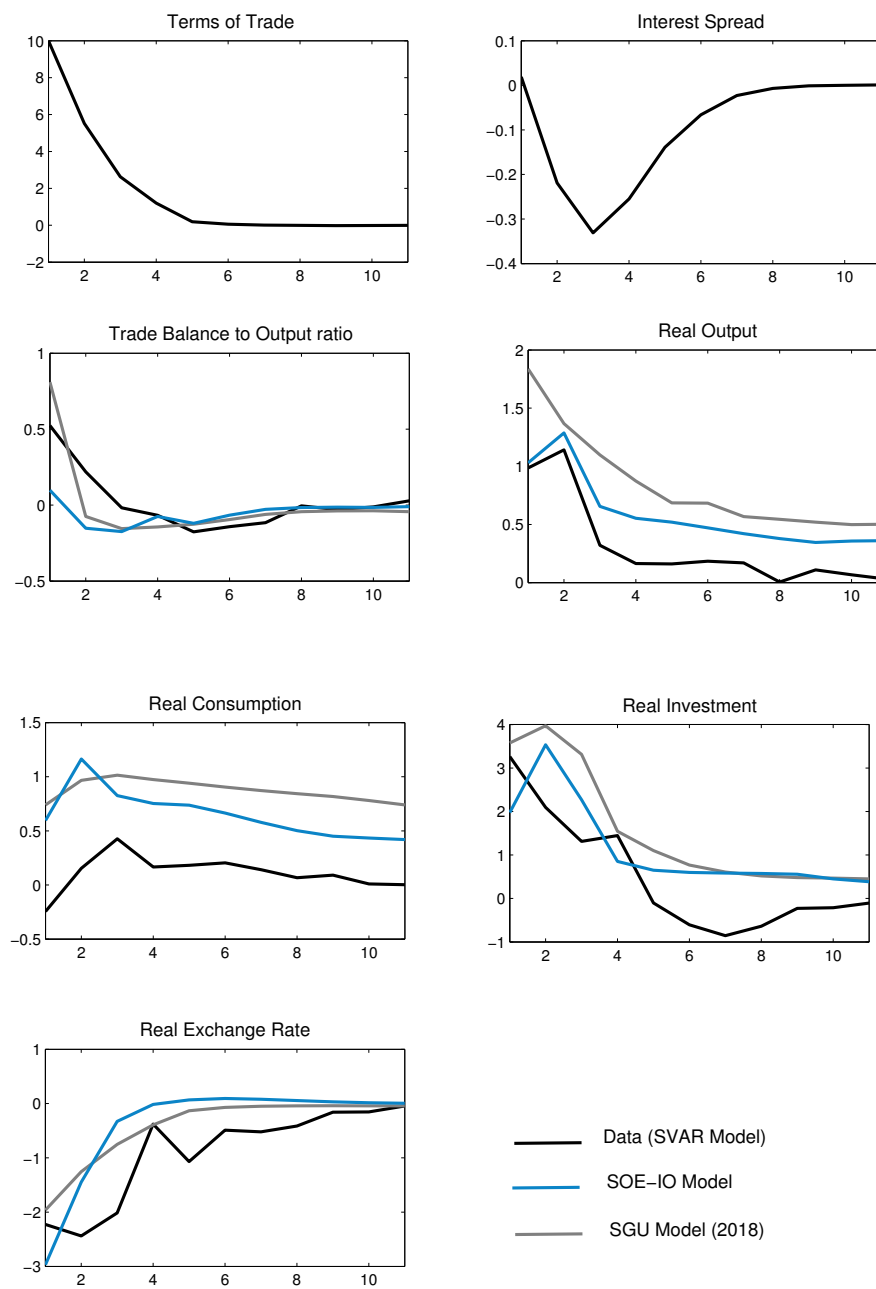 Terms of Trade
10
8
6
4
2
0
−2
2 4 6 8 10
Interest Spread
0.1
0
−0.1
−0.2
−0.3
−0.4
2 4 6 8 10
Trade Balance to Output ratio
1
0.5
0
−0.5
2 4 6 8 10
Real Output
2
1.5
1
0.5
0
2 4 6 8 10
Real Consumption
1.5
1
0.5
0
−0.5
2 4 6 8 10
Real Investment
4
3
2
1
0
−1
2 4 6 8 10
Real Exchange Rate
1
0
−1
−2
−3
2 4 6 8 10
Data (SVAR Model)
SOE−IO Model
SGU Model (2018)